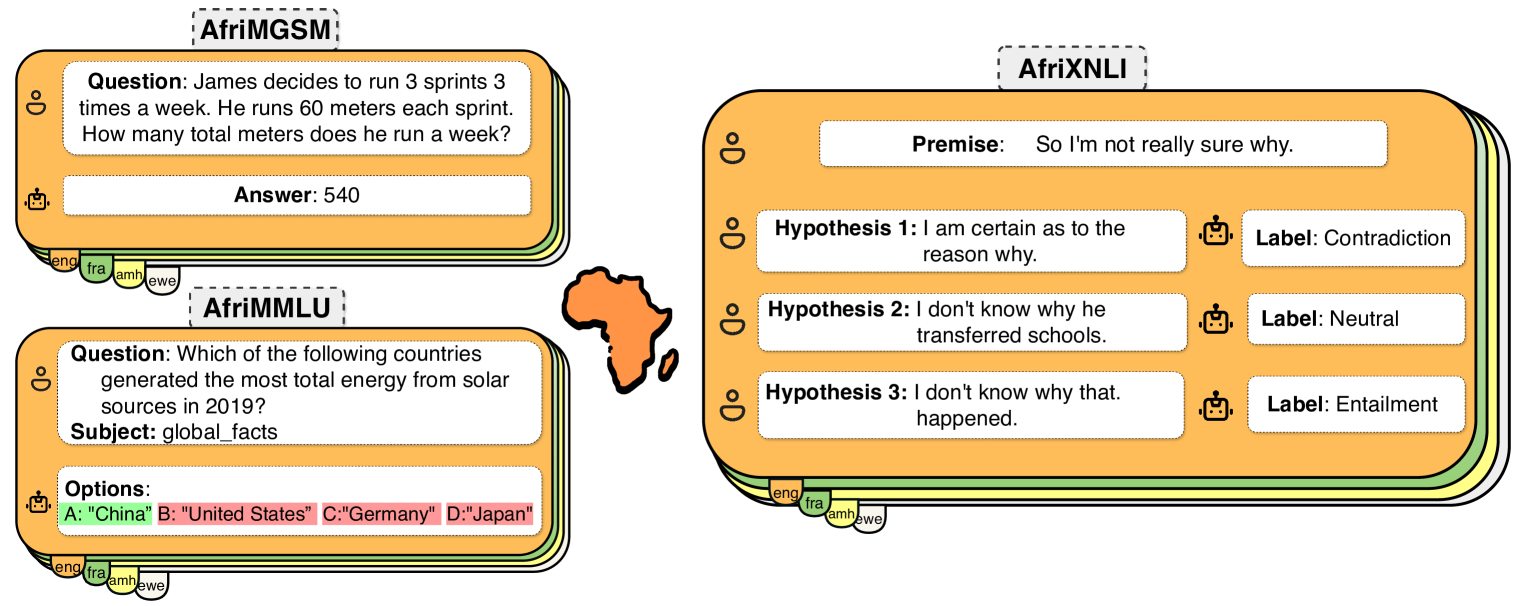 AfriMGSM
Question: James decides to run 3 sprints 3
times a week. He runs 60 meters each sprint.
How many total meters does he run a week?
Answer: 540
eng
fra
amh
ewe
AfriMMLU
Question: Which of the following countries
generated the most total energy from solar
sources in 2019?
Subject: global_facts
Options:
A: "China” B: "United States” C:"Germany" D:"Japan"
eng
fra
amh
ewe
AfriXNLI
Premise: So I'm not really sure why.
Hypothesis 1: I am certain as to the
reason why.
Label: Contradiction
Hypothesis 2: I don't know why he
transferred schools.
Label: Neutral
Hypothesis 3: I don't know why that.
happened.
Label: Entailment
eng
fra
amh
ewe